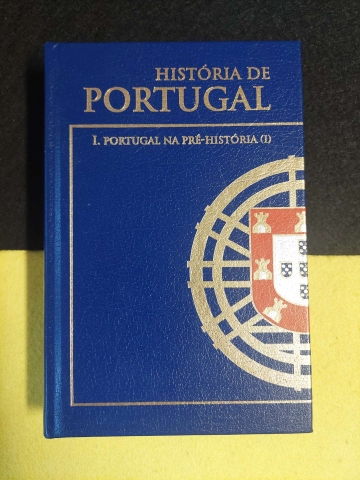 HISTÓRIA DE
PORTUGAL
I. PORTUGAL NA PRÉ-HISTÓRIA (I)